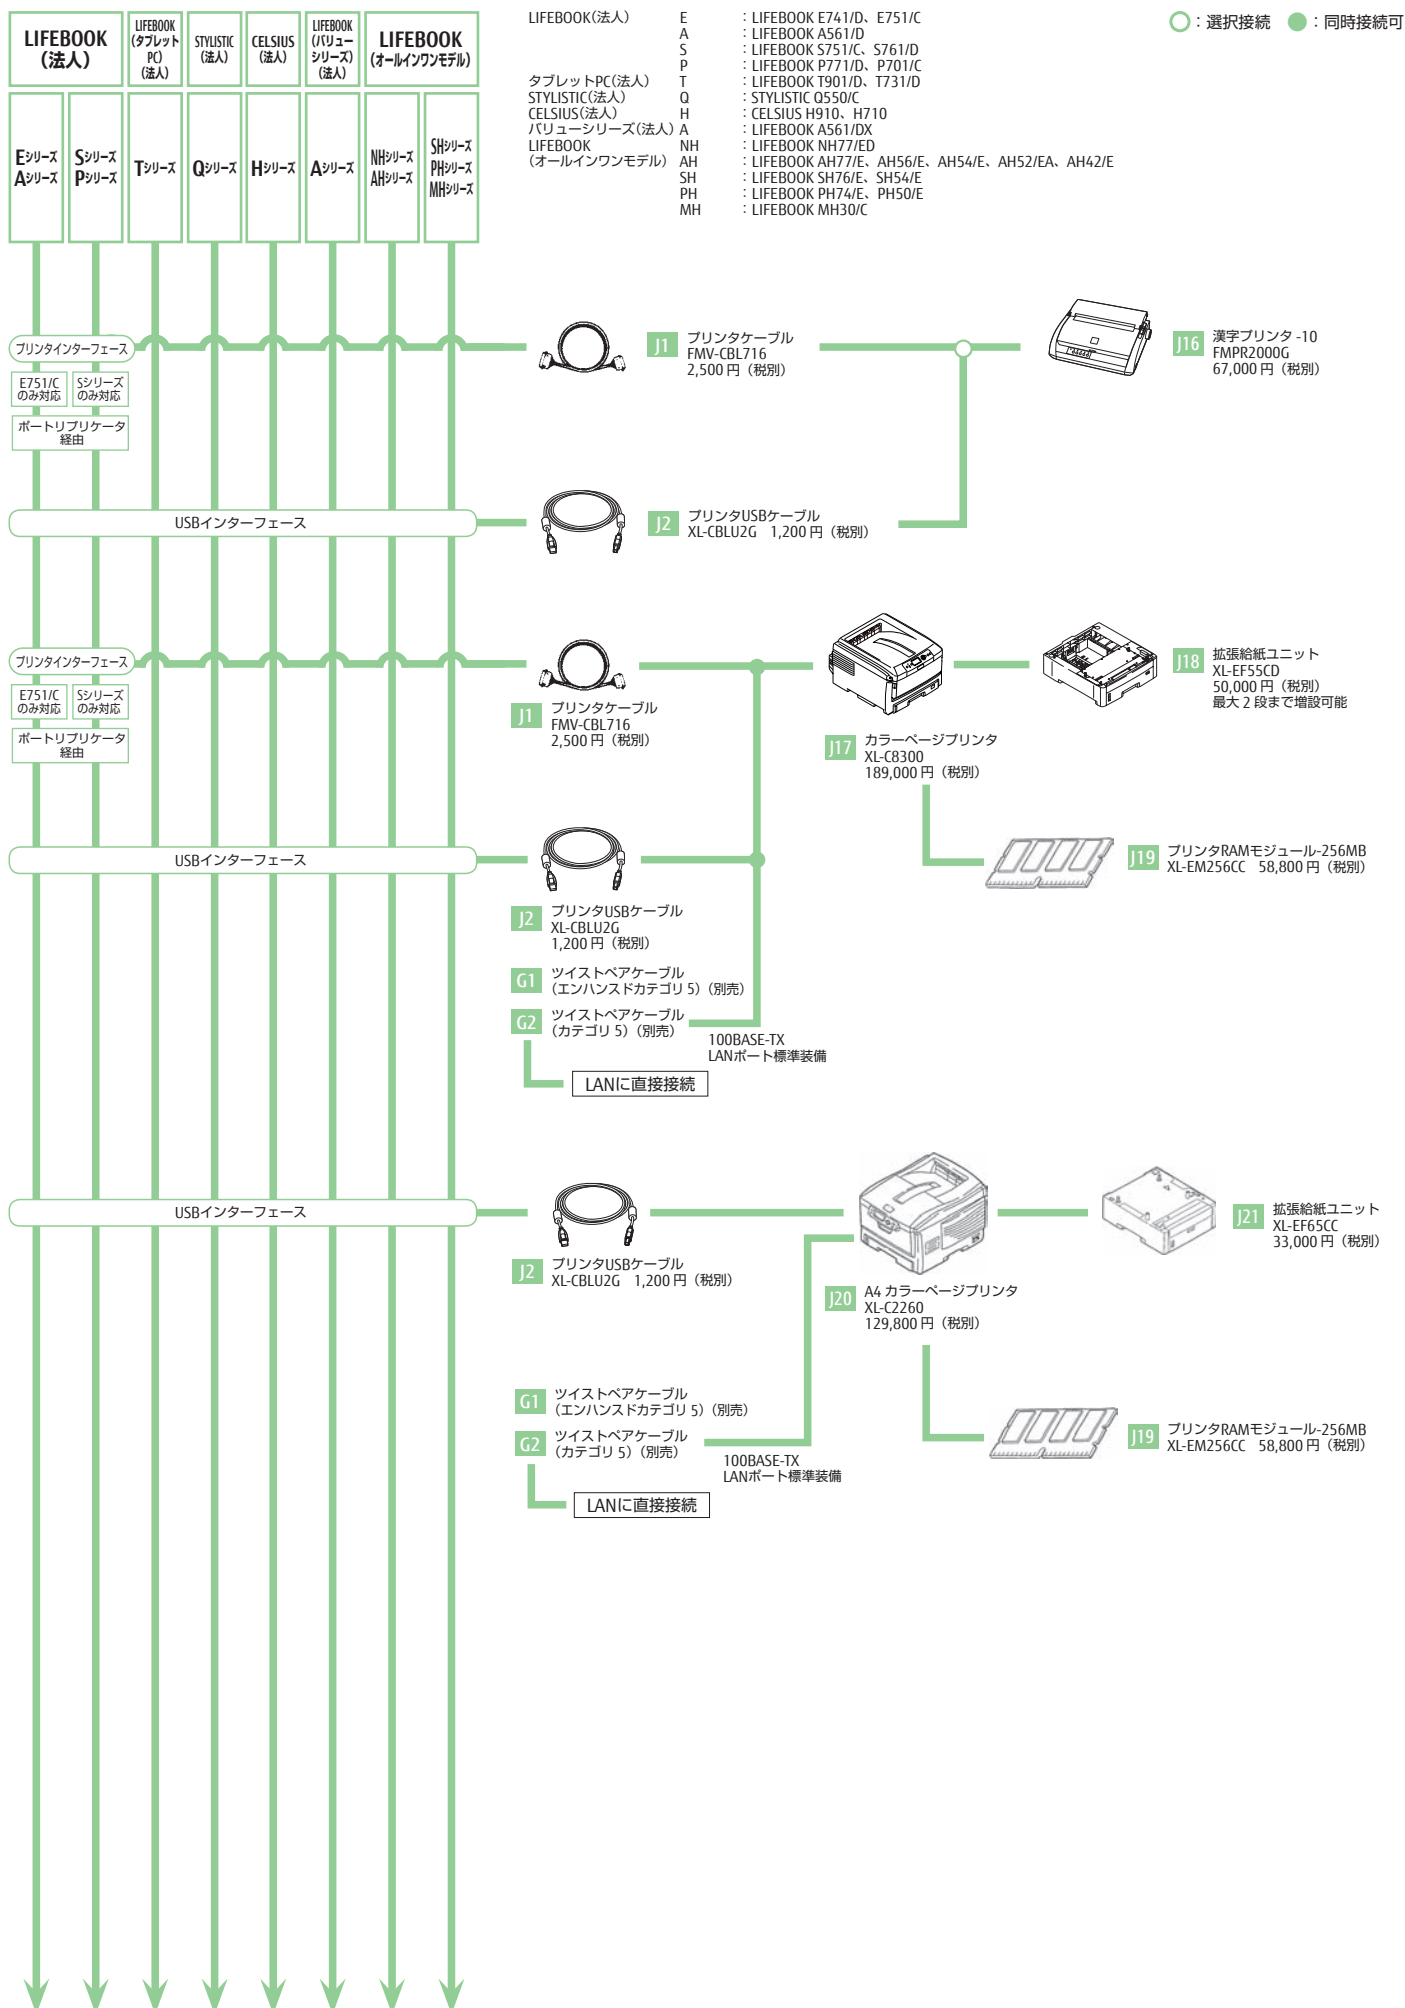 LIFEBOOK
（法人）
LIFEBOOK
（タブレット
PC）
（法人）
STYLISTIC
（法人）
CELSIUS
（法人）
LIFEBOOK
（バリュー
シリーズ）
（法人）
LIFEBOOK
（オールインワンモデル）
Eシリーズ
Aシリーズ
Sシリーズ
Pシリーズ
Tシリーズ
Qシリーズ
Hシリーズ
Aシリーズ
NHシリーズ
AHシリーズ
SHシリーズ
PHシリーズ
MHシリーズ
LIFEBOOK(法人) E ：LIFEBOOK E741/D、E751/C
A ：LIFEBOOK A561/D
S ：LIFEBOOK S751/C、S761/D
P ：LIFEBOOK P771/D、P701/C
タブレットPC(法人) T ：LIFEBOOK T901/D、T731/D
STYLISTIC(法人) Q ：STYLISTIC Q550/C
CELSIUS(法人) H ：CELSIUS H910、H710
バリューシリーズ(法人) A ：LIFEBOOK A561/DX
LIFEBOOK NH ：LIFEBOOK NH77/ED
(オールインワンモデル) AH ：LIFEBOOK AH77/E、AH56/E、AH54/E、AH52/EA、AH42/E
SH ：LIFEBOOK SH76/E、SH54/E
PH ：LIFEBOOK PH74/E、PH50/E
MH ：LIFEBOOK MH30/C
：選択接続 ：同時接続可
プリンタインターフェース
E751/C
のみ対応
Sシリーズ
のみ対応
ポートリプリケータ
経由
J1 プリンタケーブル
FMV-CBL716
2,500円（税別）
J16 漢字プリンタ -10
FMPR2000G
67,000円（税別）
USBインターフェース
J2 プリンタUSBケーブル
XL-CBLU2G 1,200円（税別）
プリンタインターフェース
E751/C
のみ対応
Sシリーズ
のみ対応
ポートリプリケータ
経由
J1 プリンタケーブル
FMV-CBL716
2,500円（税別）
J17 カラーページプリンタ
XL-C8300
189,000円（税別）
J18 拡張給紙ユニット
XL-EF55CD
50,000円（税別）
最大2段まで増設可能
USBインターフェース
J19 プリンタRAMモジュール-256MB
XL-EM256CC 58,800円（税別）
J2 プリンタUSBケーブル
XL-CBLU2G
1,200円（税別）
G1 ツイストペアケーブル
（エンハンスドカテゴリ5）（別売）
G2 ツイストペアケーブル
（カテゴリ5）（別売）
100BASE-TX
LANポート標準装備
LANに直接接続
USBインターフェース
J2 プリンタUSBケーブル
XL-CBLU2G 1,200円（税別）
J20 A4カラーページプリンタ
XL-C2260
129,800円（税別）
J21 拡張給紙ユニット
XL-EF65CC
33,000円（税別）
G1 ツイストペアケーブル
（エンハンスドカテゴリ5）（別売）
G2 ツイストペアケーブル
（カテゴリ5）（別売）
100BASE-TX
LANポート標準装備
J19 プリンタRAMモジュール-256MB
XL-EM256CC 58,800円（税別）
LANに直接接続